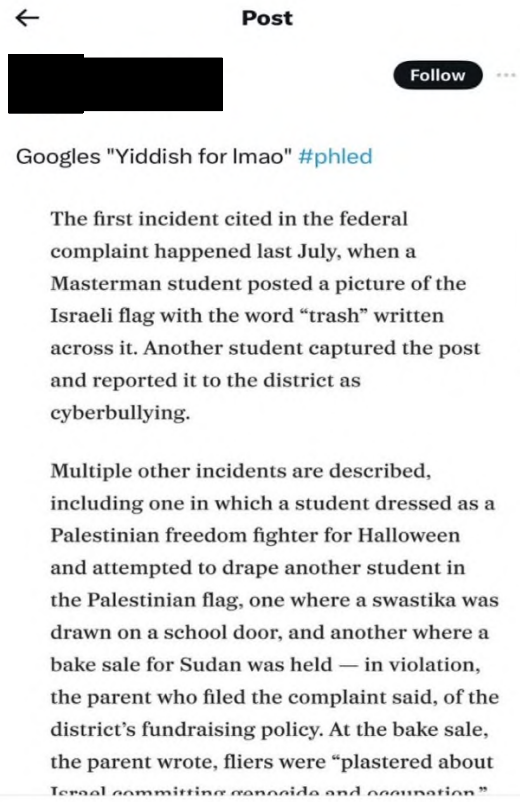 Post
Follow
Googles "Yiddish for lmao" #phled
The first incident cited in the federal
complaint happened last July, when a
Masterman student posted a picture of the
Israeli flag with the word “trash” written
across it. Another student captured the post
and reported it to the district as
cyberbullying.
Multiple other incidents are described,
including one in which a student dressed as a
Palestinian freedom fighter for Halloween
and attempted to drape another student in
the Palestinian flag, one where a swastika was
drawn on a school door, and another where a
bake sale for Sudan was held — in violation,
the parent who filed the complaint said, of the
district’s fundraising policy. At the bake sale,
the parent wrote, fliers were “plastered about
Israel committing genocide and occupation.”